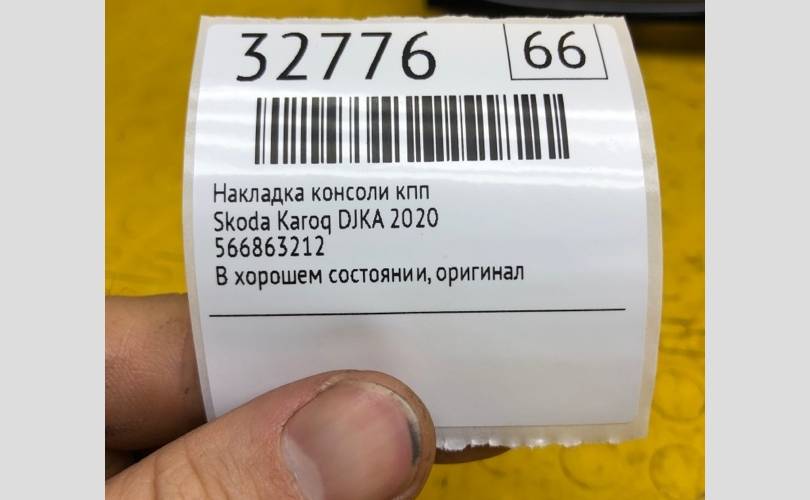 32776 66
Накладка консоли кпп
Skoda Karoq DJKA 2020
566863212
В хорошем состоянии, оригинал